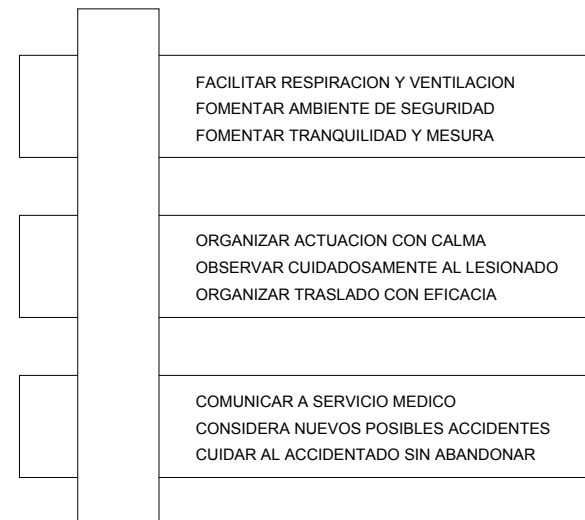 FACILITAR RESPIRACION Y VENTILACION
FOMENTAR AMBIENTE DE SEGURIDAD
FOMENTAR TRANQUILIDAD Y MESURA
ORGANIZAR ACTUACION CON CALMA
OBSERVAR CUIDADOSAMENTE AL LESIONADO
ORGANIZAR TRASLADO CON EFICACIA
COMUNICAR A SERVICIO MEDICO
CONSIDERA NUEVOS POSIBLES ACCIDENTES
CUIDAR AL ACCIDENTADO SIN ABANDONAR